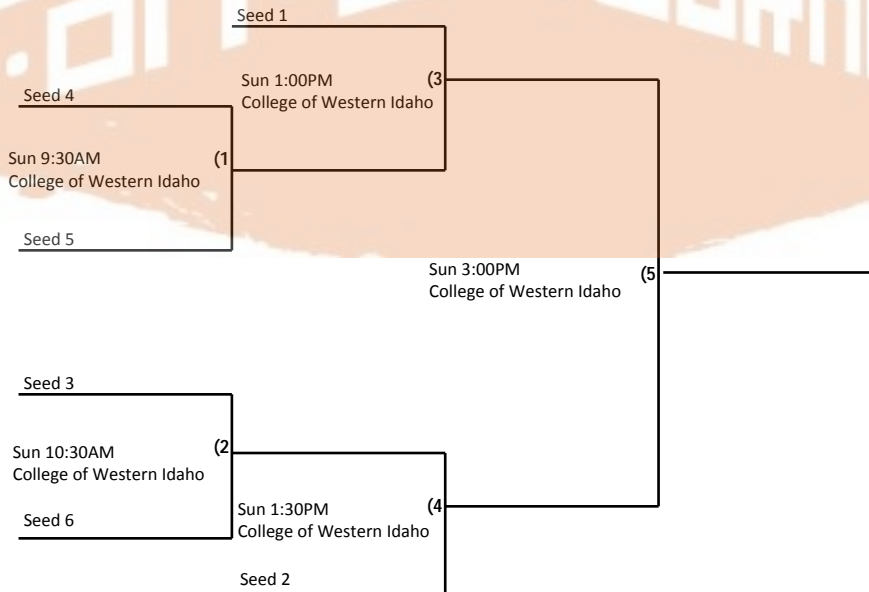 Seed 1
Sun 1:00PM (3
College of Western Idaho
Seed 4
Sun 9:30AM (1
College of Western Idaho
Seed 5
Sun 3:00PM (5
College of Western Idaho
Seed 3
Sun 10:30AM (2
College of Western Idaho
Seed 6
Sun 1:30PM (4
College of Western Idaho
Seed 2